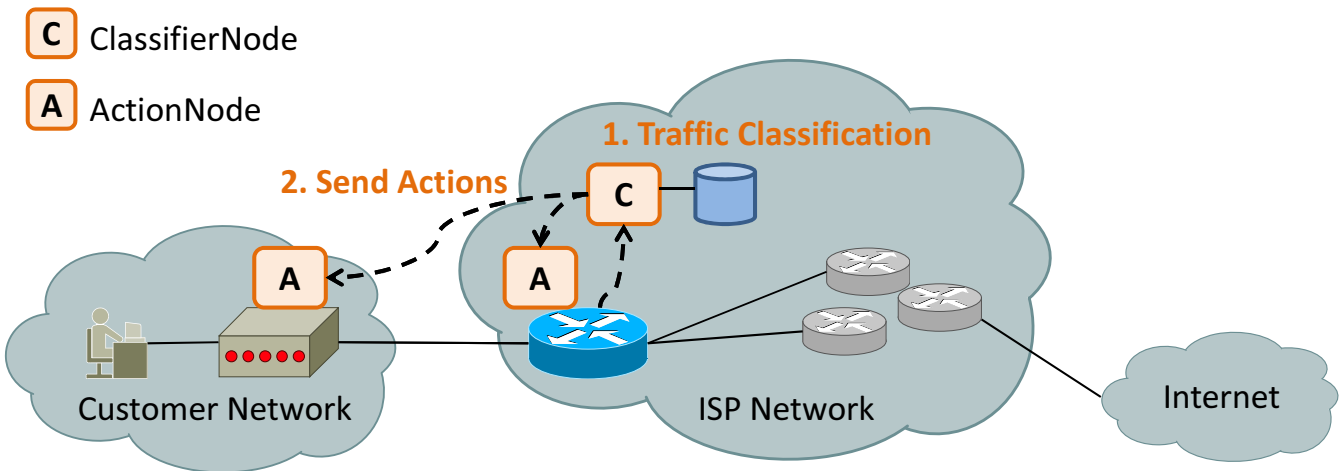 C ClassifierNode
A ActionNode
1. Traffic Classification
2. Send Actions
C
A
A
Customer Network
ISP Network
Internet